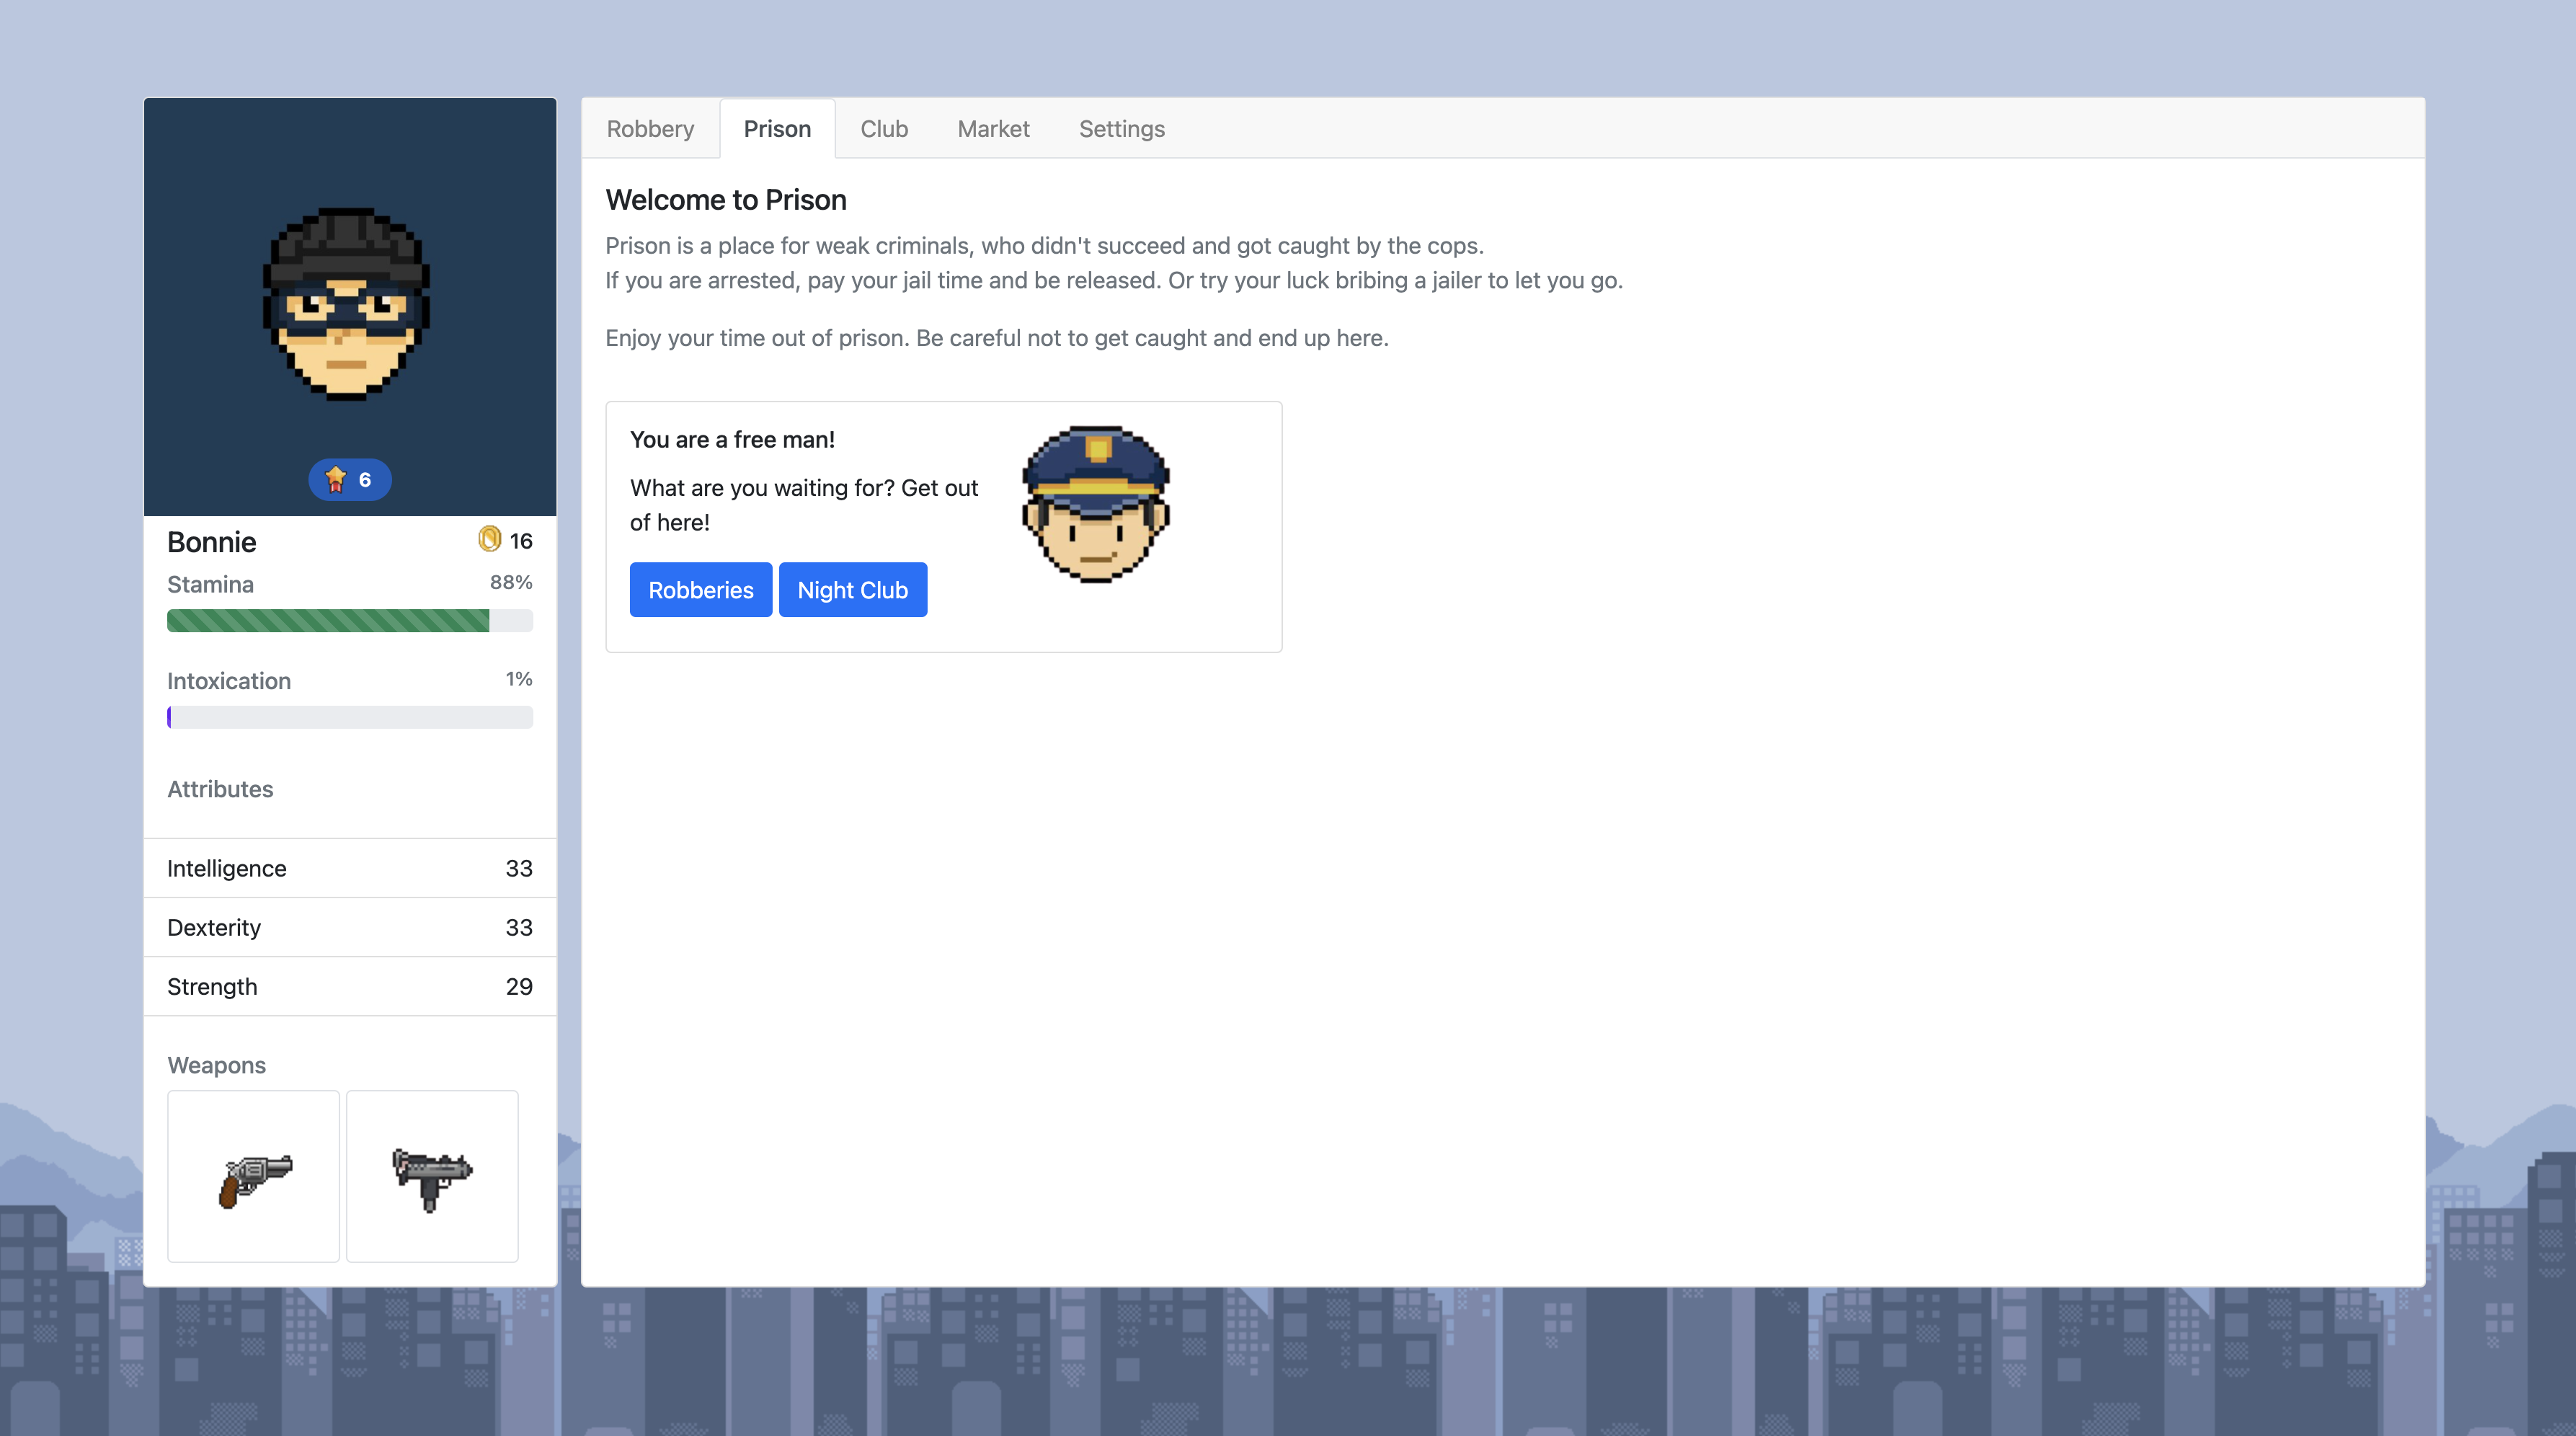 6
Bonnie 16
Stamina 88%
Intoxication 1%
Attributes
Intelligence 33
Dexterity 33
Strength 29
Weapons
Robbery Prison Club Market Settings
Welcome to Prison
Prison is a place for weak criminals, who didn't succeed and got caught by the cops.
If you are arrested, pay your jail time and be released. Or try your luck bribing a jailer to let you go.
Enjoy your time out of prison. Be careful not to get caught and end up here.
You are a free man!
What are you waiting for? Get out
of here!
Robberies Night Club